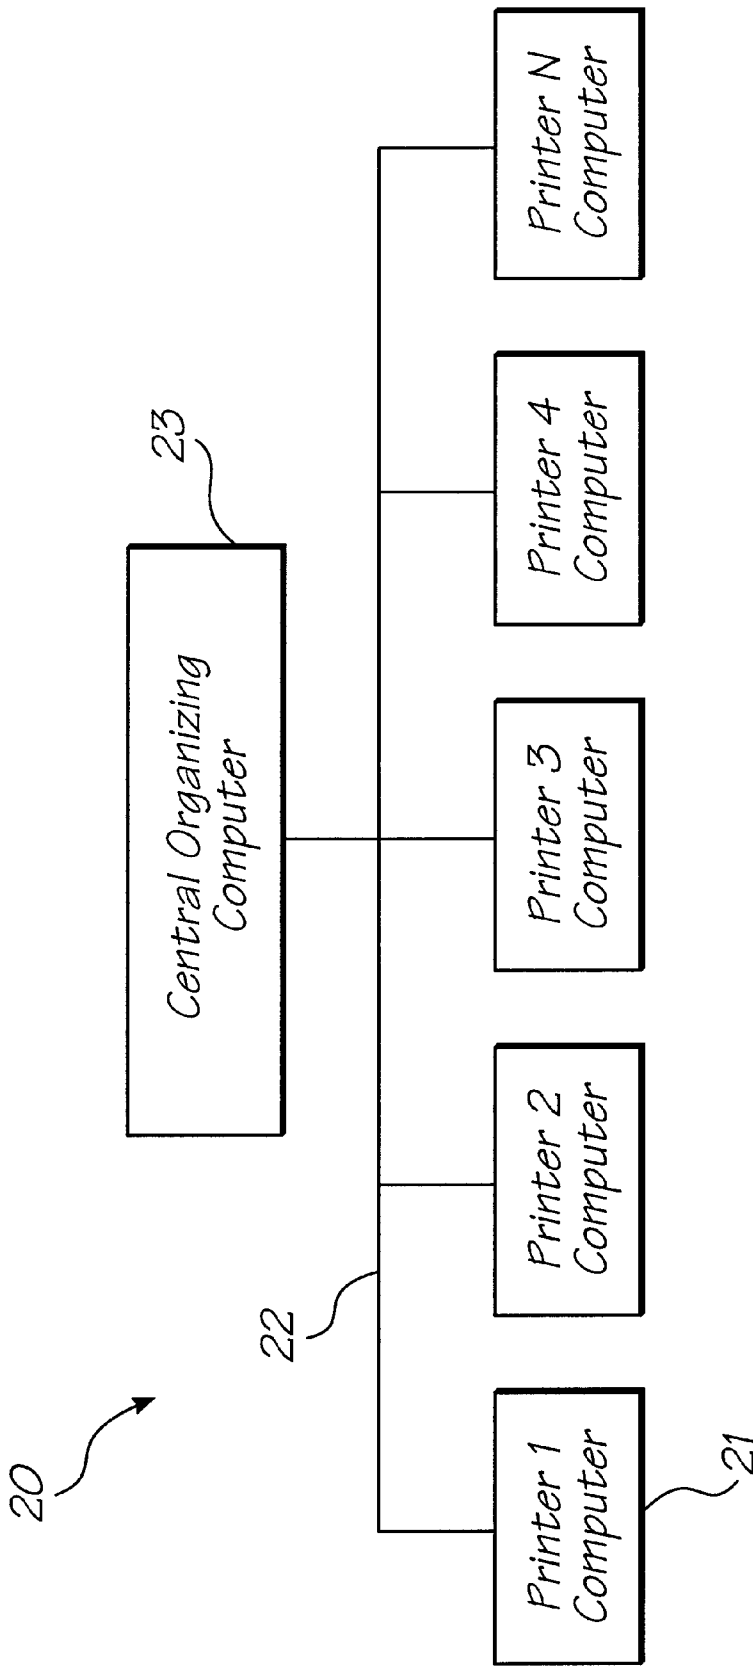 20
23
Central Organizing
Computer
22
Printer 1
Computer
Printer 2
Computer
Printer 3
Computer
Printer 4
Computer
Printer N
Computer
21